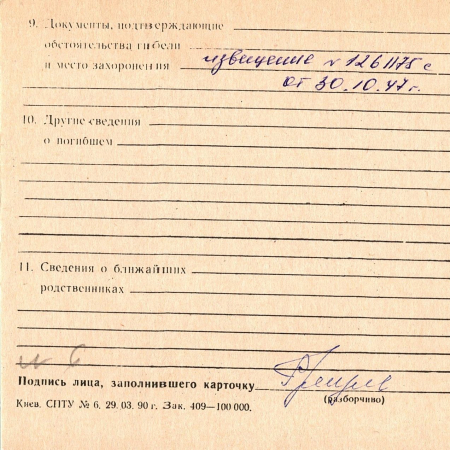 9. Документы, подтверждающие
обстоятельства гибели
и место захоронения извещение № 1261175 с
от 30.10.47 г.
10. Другие сведения
о погибшем
11. Сведения о ближайших
родственниках
Подпись лица, заполнившего карточку
(разборчиво)
Киев. СПТУ № 6, 29. 03. 90 г. Зак. 409—100 000.